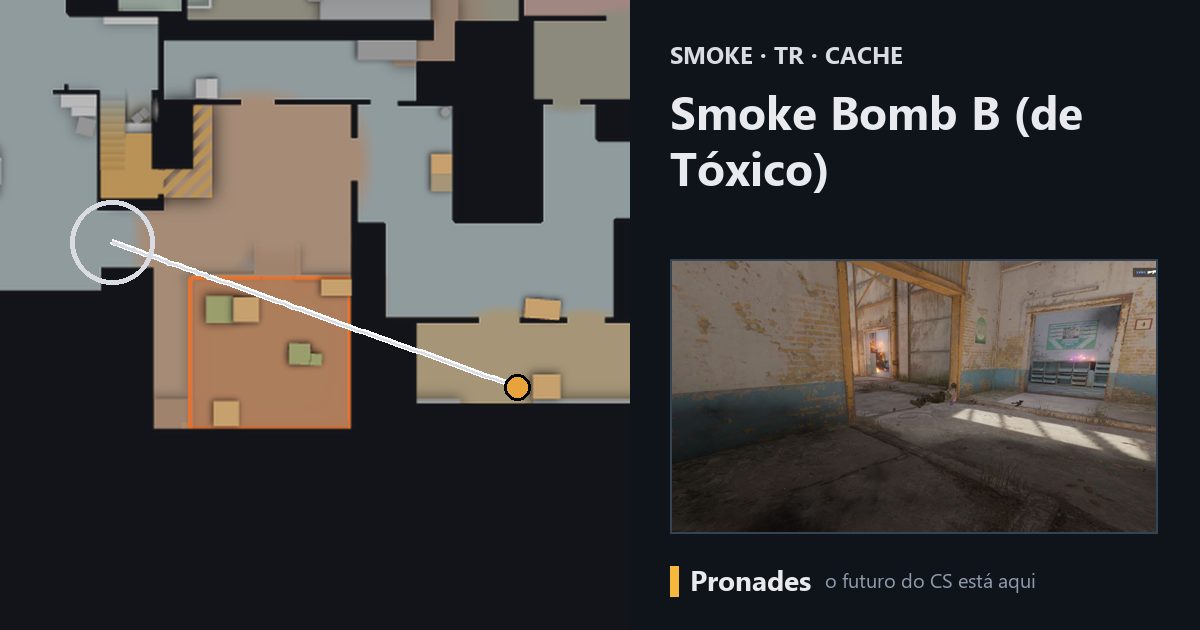 SMOKE · TR · CACHE
Smoke Bomb B (de
Tóxico)
Pronades o futuro do CS está aqui